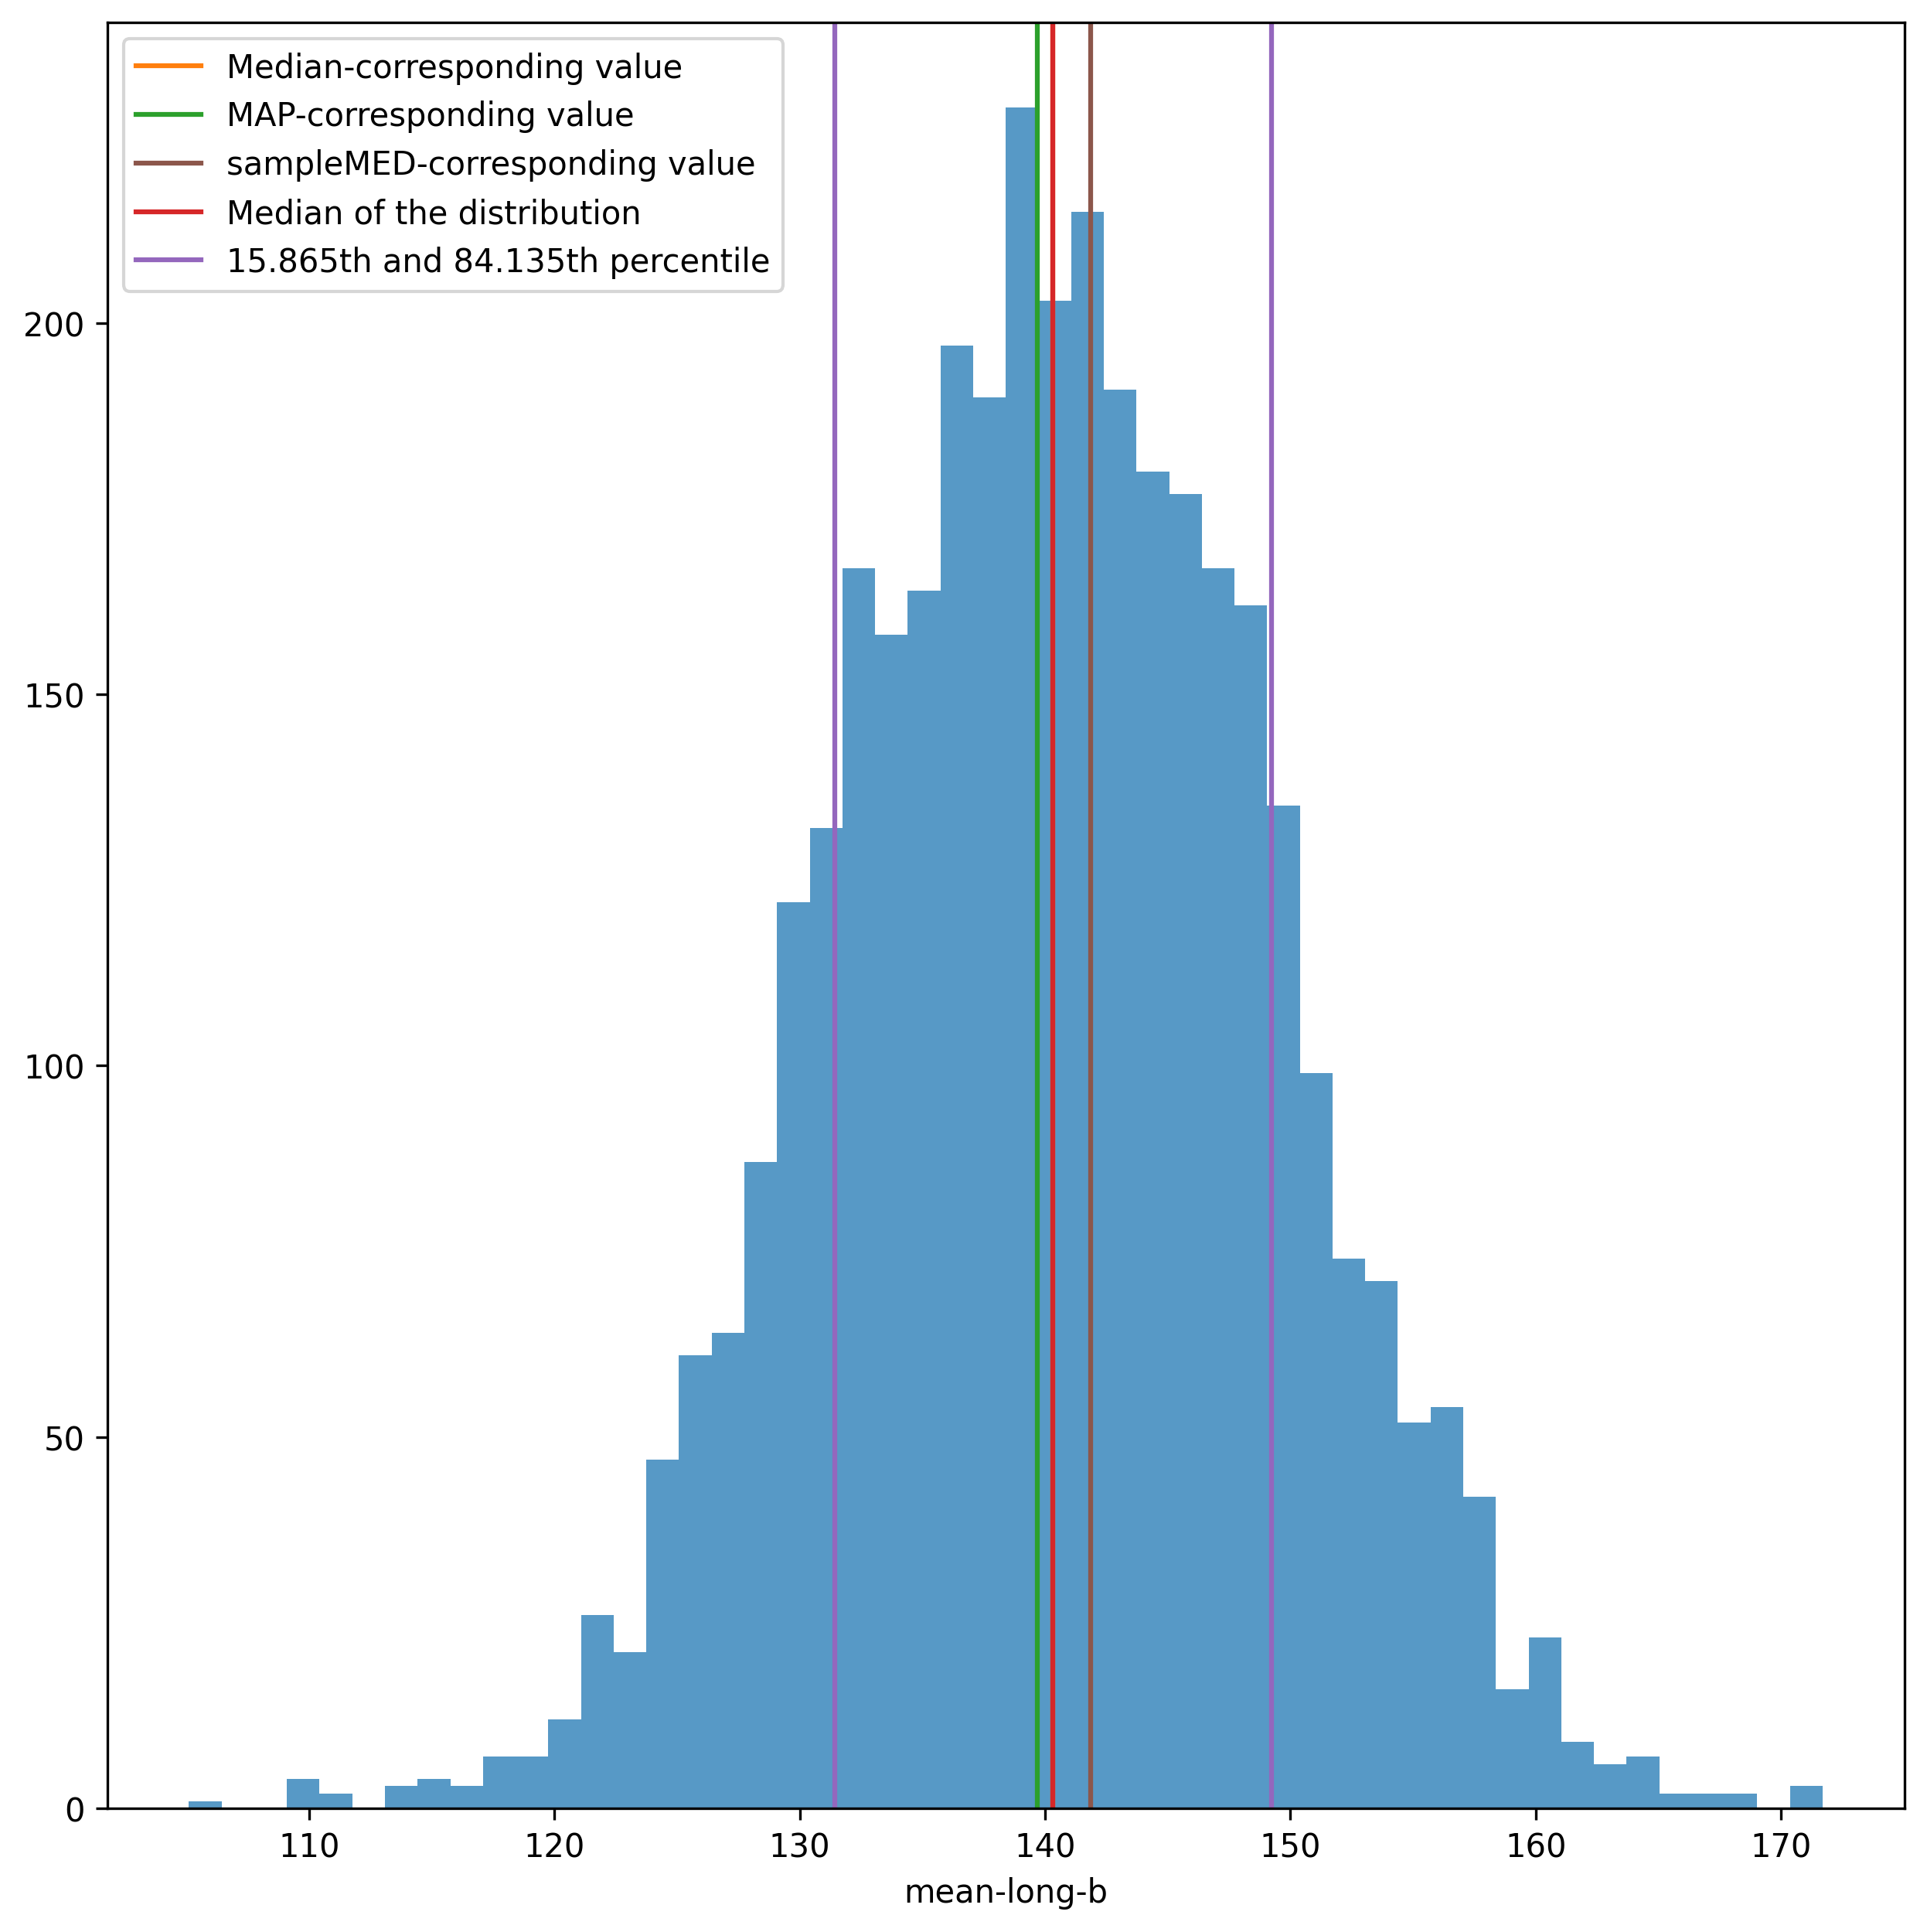 Median-corresponding value
MAP-corresponding value
sampleMED-corresponding value
Median of the distribution
15.865th and 84.135th percentile
200
150
100
50
0
110 120 130 140 150 160 170
mean-long-b